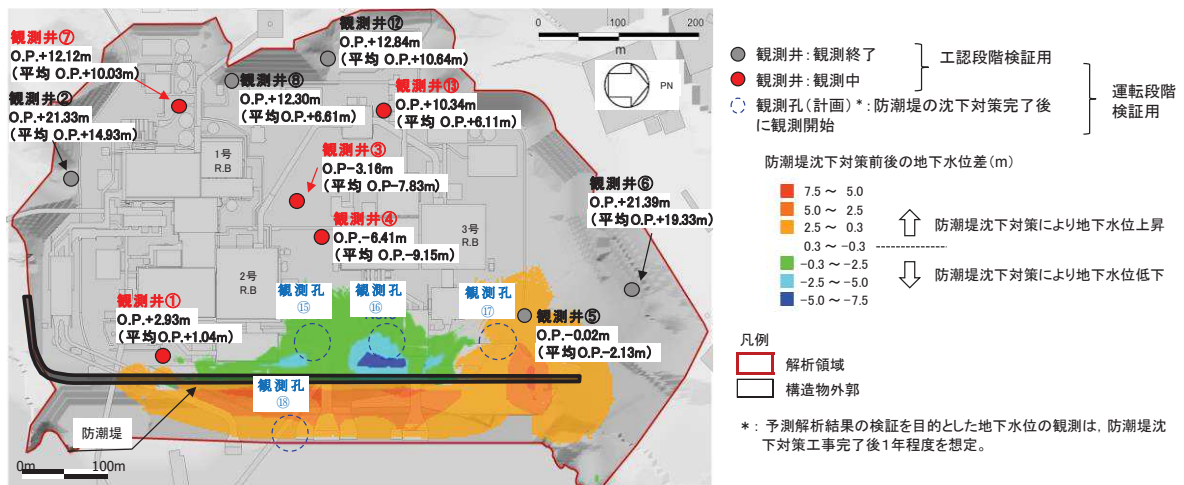 観測井⑦
O.P.+12.12m
(平均 O.P.+10.03m)
観測井②
O.P.+21.33m
(平均 O.P.+14.93m)
観測井⑫
O.P.+12.84m
(平均 O.P.+10.64m)
観測井⑧
O.P.+12.30m
(平均O.P.+6.61m)
観測井⑬
O.P.+10.34m
(平均O.P.+6.11m)
観測井③
O.P-3.16m
(平均 O.P-7.83m)
観測井④
O.P.-6.41m
(平均 O.P.-9.15m)
観測井⑥
O.P.+21.39m
(平均O.P.+19.33m)
観測井①
O.P.+2.93m
(平均O.P.+1.04m)
観測井⑤
O.P.-0.02m
(平均O.P.-2.13m)
1号
R.B
2号
R.B
3号
R.B
観測孔
⑮
観測孔
⑯
観測孔
⑰
観測孔
⑱
防潮堤
0m 100m
0 100 200
m
PN
観測井:観測終了
観測井:観測中
工認段階検証用
観測孔(計画)*:防潮堤の沈下対策完了後
に観測開始
運転段階
検証用
防潮堤沈下対策前後の地下水位差(m)
7.5 ~ 5.0
5.0 ~ 2.5
2.5 ~ 0.3
0.3 ~ -0.3
-0.3 ~ -2.5
-2.5 ~ -5.0
-5.0 ~ -7.5
防潮堤沈下対策により地下水位上昇
防潮堤沈下対策により地下水位低下
凡例
解析領域
構造物外郭
*: 予測解析結果の検証を目的とした地下水位の観測は,防潮堤沈
下対策工事完了後1年程度を想定。